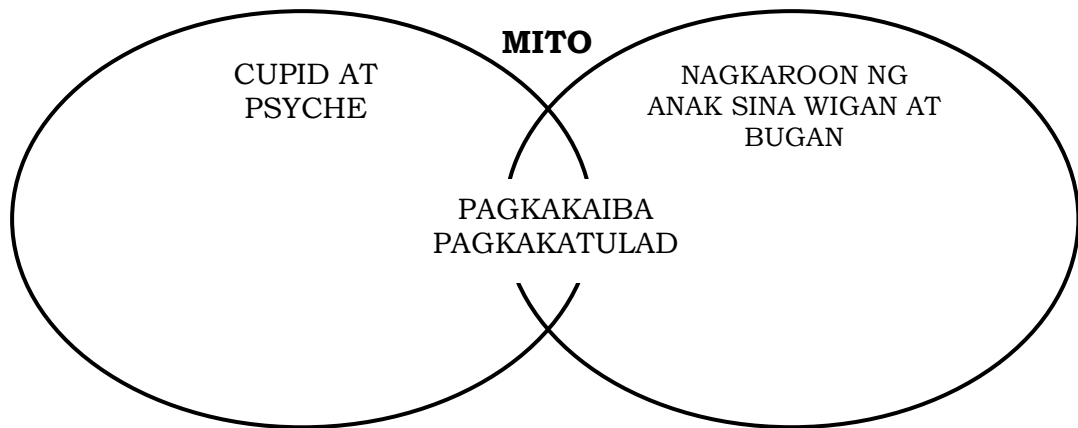 MITO
CUPID AT
PSYCHE
NAGKAROON NG
ANAK SINA WIGAN AT
BUGAN
PAGKAKAIBA
PAGKAKATULAD